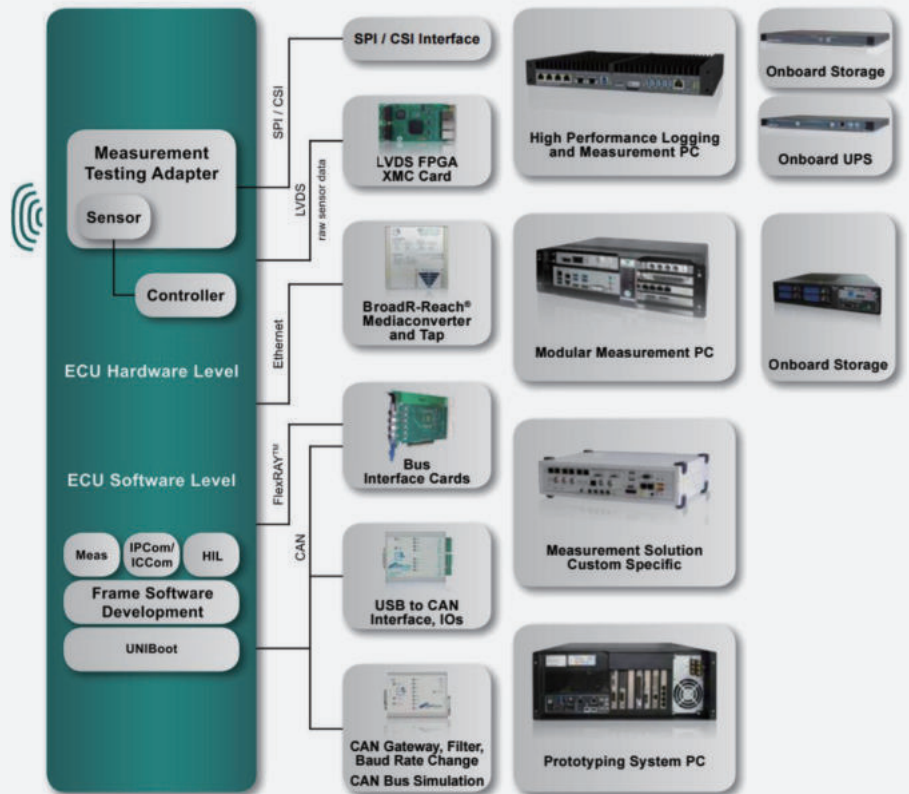 Measurement
Testing Adapter
Sensor
Controller
ECU Hardware Level
ECU Software Level
Meas
IPCom/
ICCom
HIL
Frame Software
Development
UNIBoot
SPI / CSI
LVDS
raw sensor data
Ethernet
FlexRAY™
CAN
SPI / CSI Interface
LVDS FPGA
XMC Card
BroadR-Reach®
Mediaconverter
and Tap
Bus
Interface Cards
USB to CAN
Interface, IOs
CAN Gateway, Filter,
Baud Rate Change
CAN Bus Simulation
High Performance Logging
and Measurement PC
Modular Measurement PC
Measurement Solution
Custom Specific
Prototyping System PC
Onboard Storage
Onboard UPS
Onboard Storage